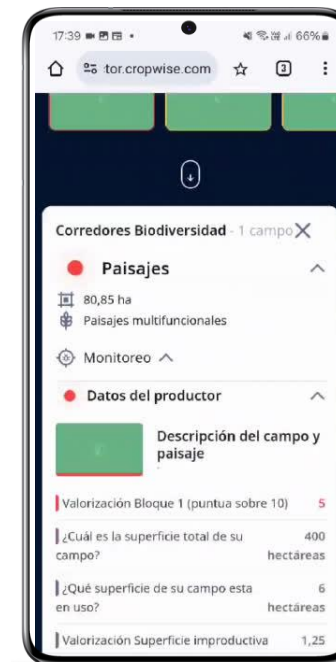 17:39
66%
tor.cropwise.com
3
Corredores Biodiversidad - 1 campo
Paisajes
80,85 ha
Paisajes multifuncionales
Monitoreo
Datos del productor
Descripción del campo y
paisaje
Valorización Bloque 1 (puntua sobre 10) 5
¿Cuál es la superficie total de su 400
campo? hectáreas
¿Qué superficie de su campo esta 6
en uso? hectáreas
Valorización Superficie improductiva 1,25